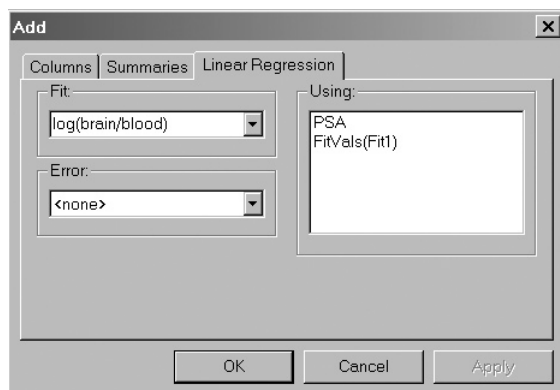 Add
Columns Summaries Linear Regression
Fit:
log(brain/blood)
Error:
<none>
Using:
PSA
FitVals(Fit1)
OK Cancel Apply